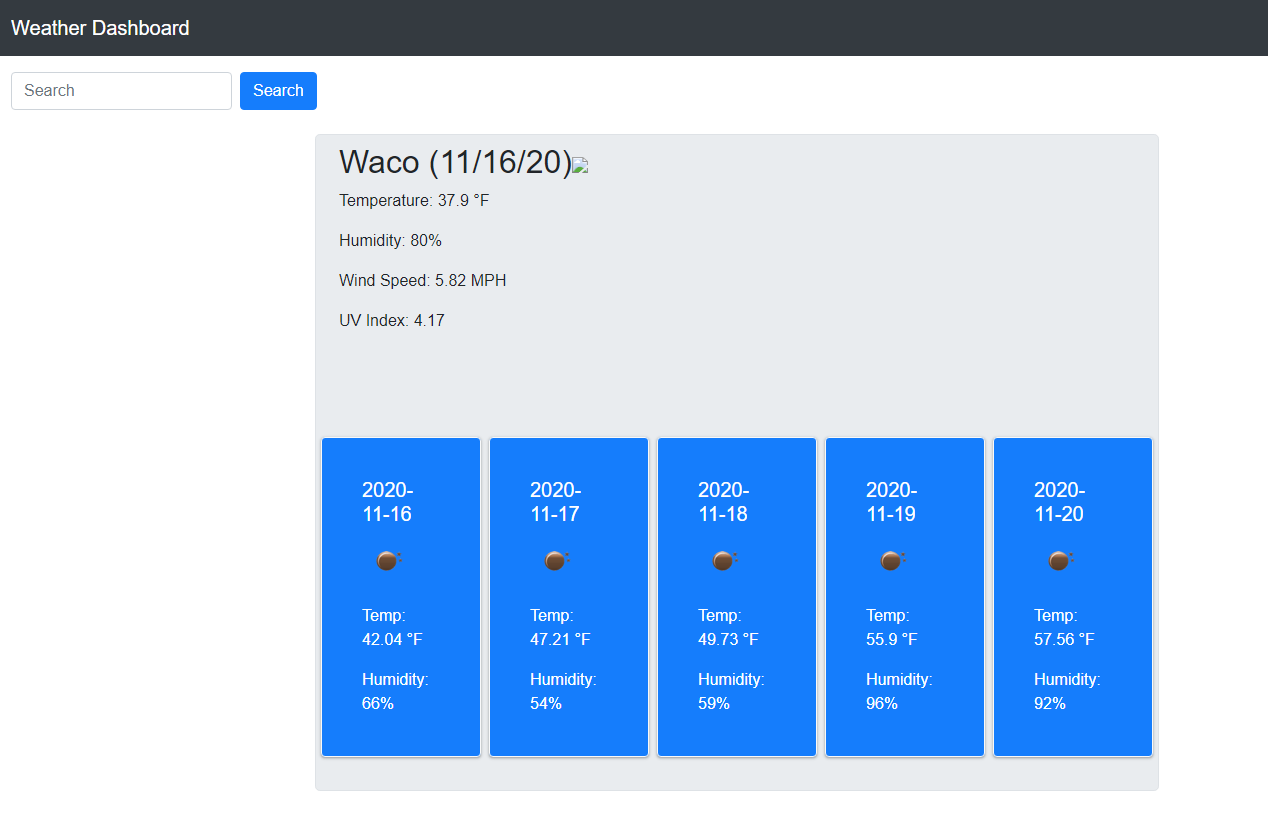 Weather Dashboard
Search
Search
Waco (11/16/20)
Temperature: 37.9 °F
Humidity: 80%
Wind Speed: 5.82 MPH
UV Index: 4.17
2020-
11-16
Temp:
42.04 °F
Humidity:
66%
2020-
11-17
Temp:
47.21 °F
Humidity:
54%
2020-
11-18
Temp:
49.73 °F
Humidity:
59%
2020-
11-19
Temp:
55.9 °F
Humidity:
96%
2020-
11-20
Temp:
57.56 °F
Humidity:
92%